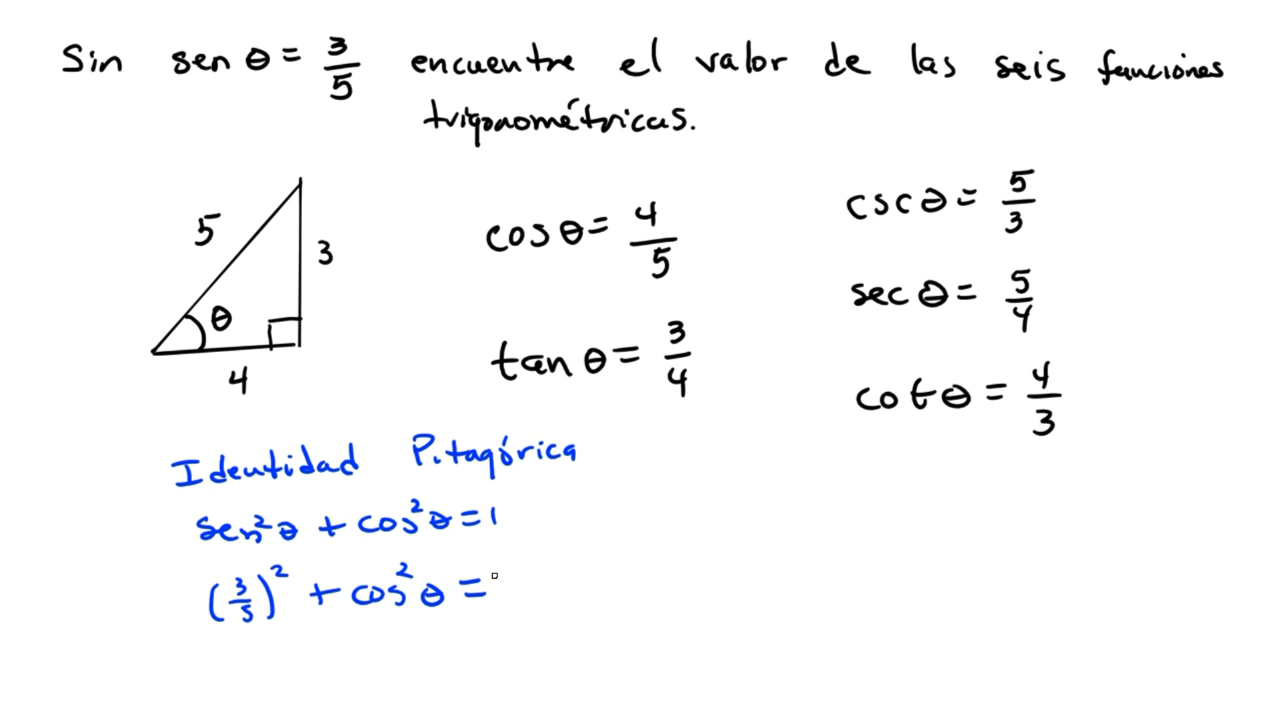 Sin sen θ = 3/5 encuentre el valor de las seis funciones
trigonométricas.
5
3
θ
4
cos θ = 4/5
tan θ = 3/4
csc θ = 5/3
sec θ = 5/4
cot θ = 4/3
Identidad Pitagórica
sen²θ + cos²θ = 1
(3/5)² + cos²θ =